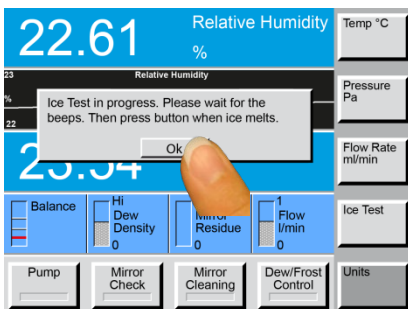 22.61
Relative Humidity
%
Temp °C
23
Relative Humidity
%
22
Pressure
Pa
Ice Test in progress. Please wait for the
beeps. Then press button when ice melts.
Ok
Flow Rate
ml/min
Balance
Hi
Dew
Density
0
Mirror
Residue
0
1
Flow
l/min
0
Ice Test
Pump
Mirror
Check
Mirror
Cleaning
Dew/Frost
Control
Units